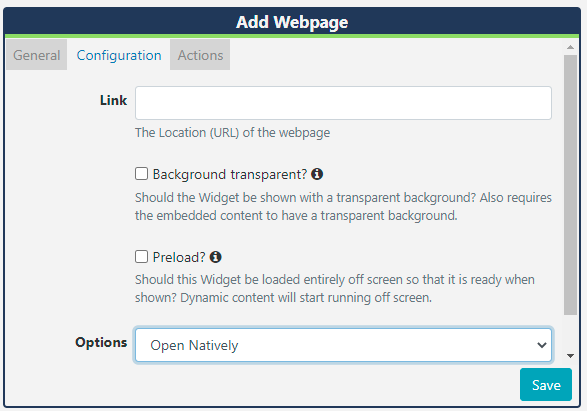 Add Webpage
General Configuration Actions
Link
The Location (URL) of the webpage
Background transparent?
Should the Widget be shown with a transparent background? Also requires
the embedded content to have a transparent background.
Preload?
Should this Widget be loaded entirely off screen so that it is ready when
shown? Dynamic content will start running off screen.
Options Open Natively
Save